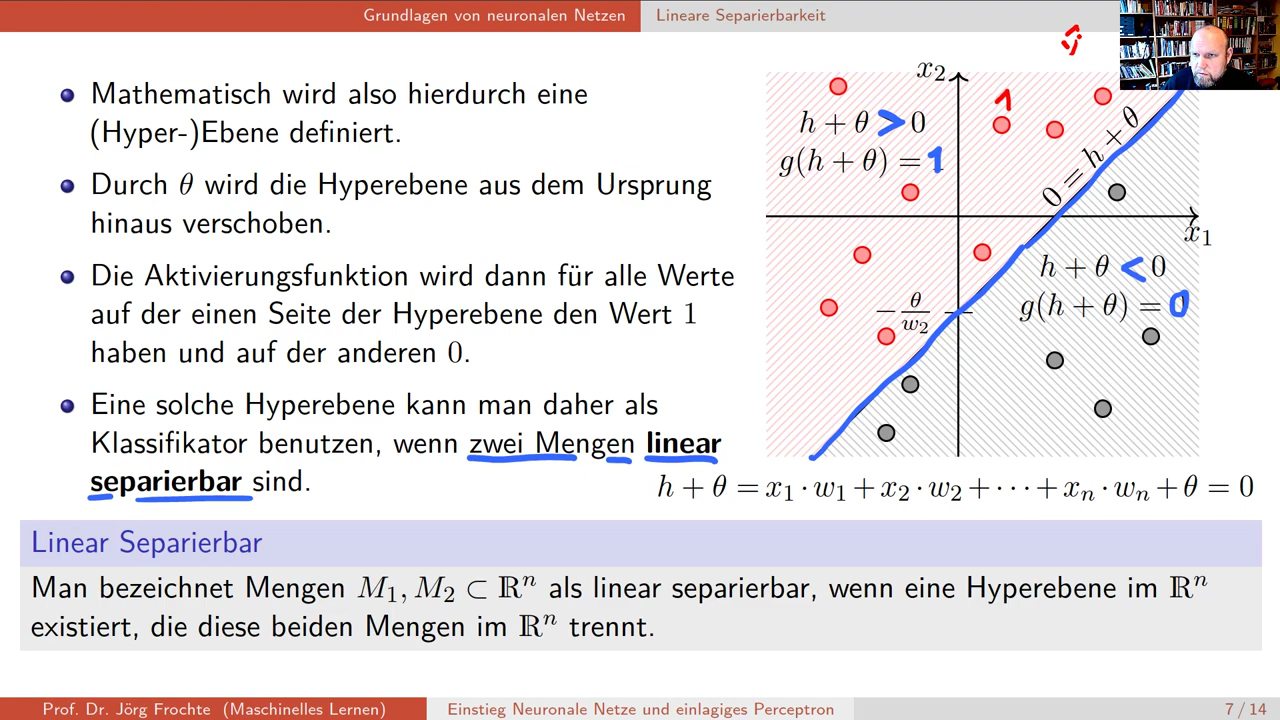 Grundlagen von neuronalen Netzen
Lineare Separierbarkeit
Mathematisch wird also hierdurch eine
(Hyper-)Ebene definiert.
Durch θ wird die Hyperebene aus dem Ursprung
hinaus verschoben.
Die Aktivierungsfunktion wird dann für alle Werte
auf der einen Seite der Hyperebene den Wert 1
haben und auf der anderen 0.
Eine solche Hyperebene kann man daher als
Klassifikator benutzen, wenn zwei Mengen linear
separierbar sind.
x₂
1
h + θ > 0
g(h + θ) = 1
0 = h + θ
x₁
h + θ < 0
g(h + θ) = 0
−θ/w₂
h + θ = x₁ · w₁ + x₂ · w₂ + ··· + xₙ · wₙ + θ = 0
Linear Separierbar
Man bezeichnet Mengen M₁, M₂ ⊂ ℝⁿ als linear separierbar, wenn eine Hyperebene im ℝⁿ
existiert, die diese beiden Mengen im ℝⁿ trennt.
Prof. Dr. Jörg Frochte (Maschinelles Lernen)
Einstieg Neuronale Netze und einlagiges Perceptron
7 / 14